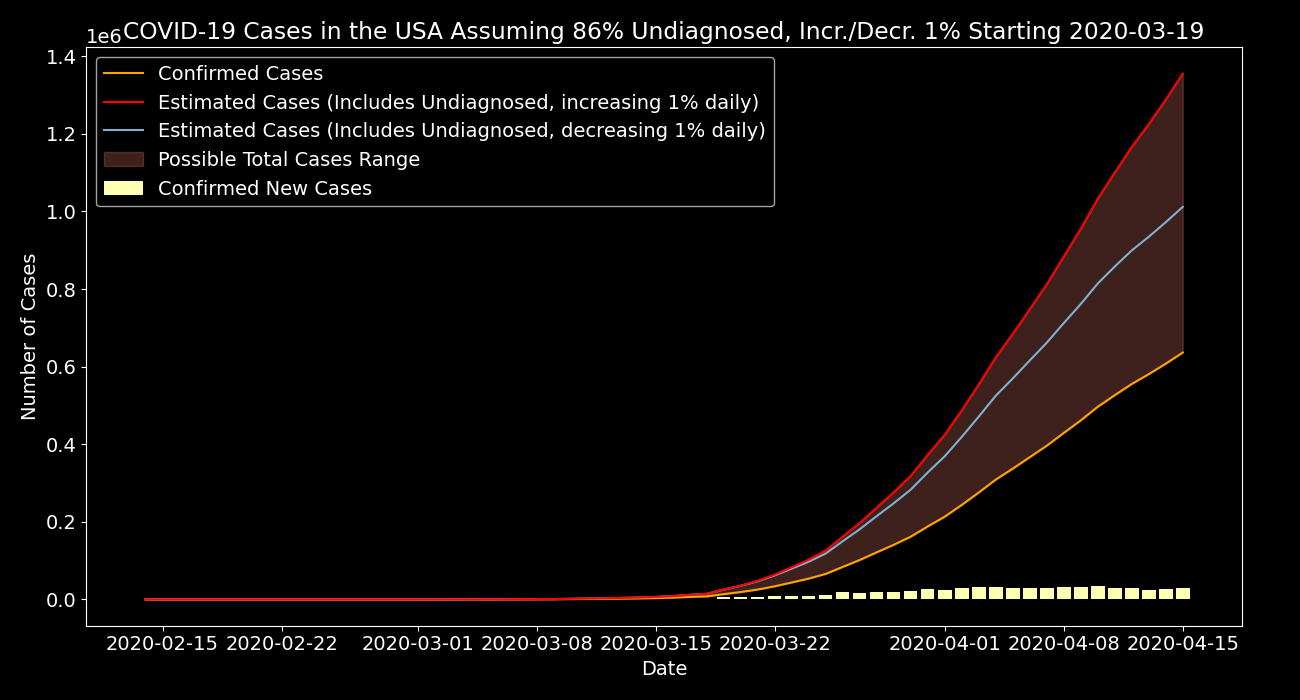 COVID-19 Cases in the USA Assuming 86% Undiagnosed, Incr./Decr. 1% Starting 2020-03-19
1e6
Confirmed Cases
Estimated Cases (Includes Undiagnosed, increasing 1% daily)
Estimated Cases (Includes Undiagnosed, decreasing 1% daily)
Possible Total Cases Range
Confirmed New Cases
1.4
1.2
1.0
0.8
0.6
0.4
0.2
0.0
Number of Cases
2020-02-15 2020-02-22 2020-03-01 2020-03-08 2020-03-15 2020-03-22 2020-04-01 2020-04-08 2020-04-15
Date